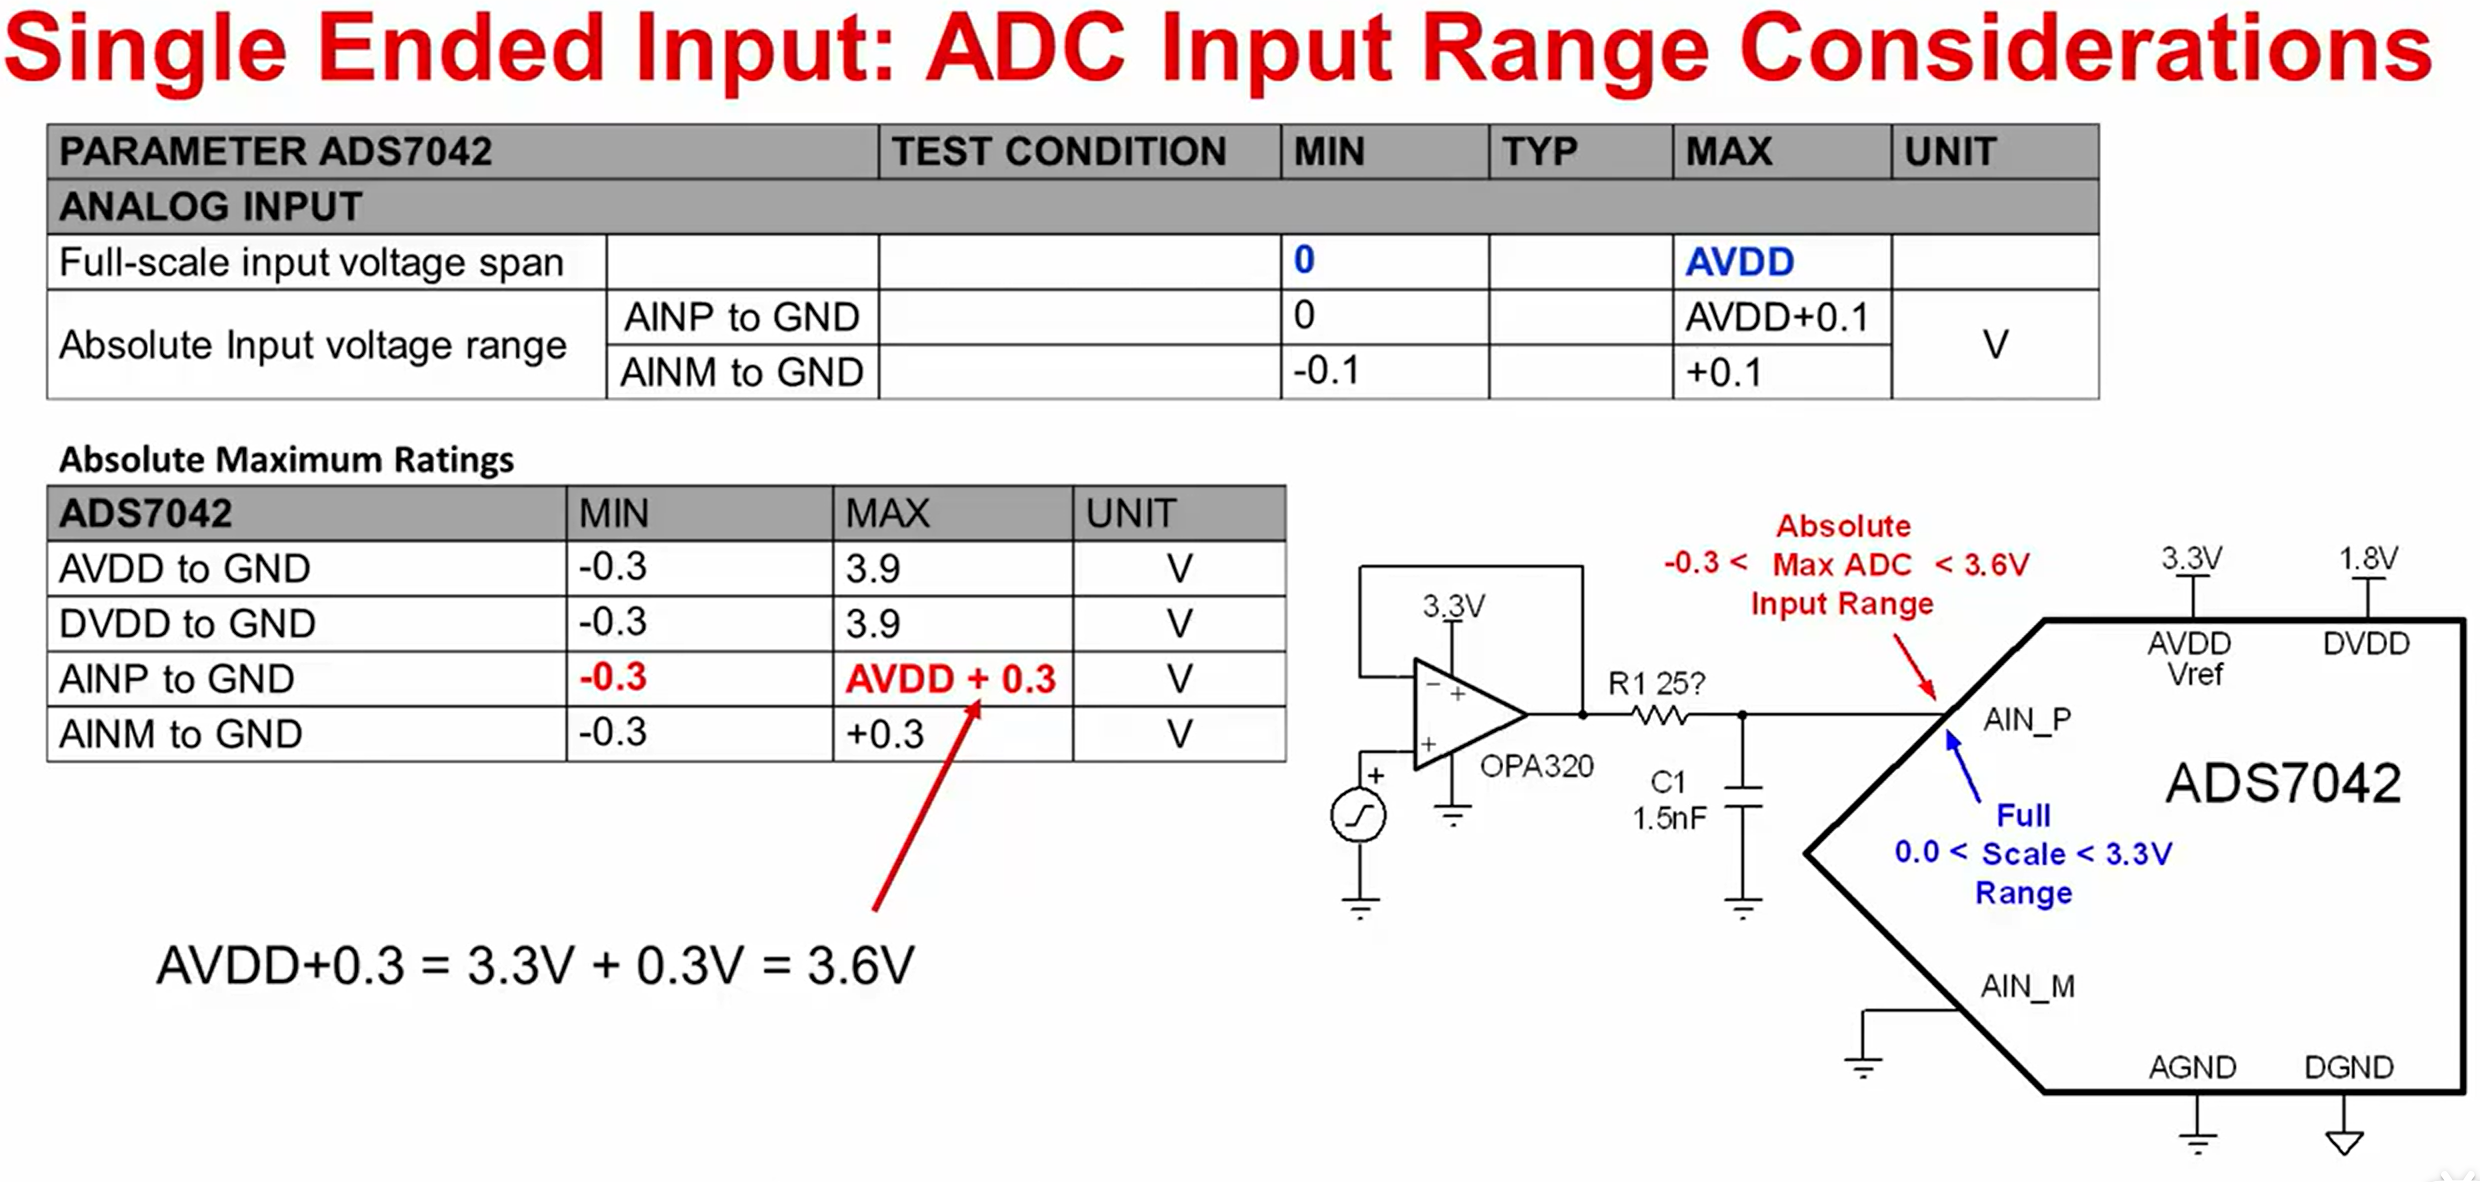 Single Ended Input: ADC Input Range Considerations
PARAMETER ADS7042 TEST CONDITION MIN TYP MAX UNIT
ANALOG INPUT
Full-scale input voltage span 0 AVDD
Absolute Input voltage range AINP to GND 0 AVDD+0.1 V
AINM to GND -0.1 +0.1
Absolute Maximum Ratings
ADS7042 MIN MAX UNIT
AVDD to GND -0.3 3.9 V
DVDD to GND -0.3 3.9 V
AINP to GND -0.3 AVDD + 0.3 V
AINM to GND -0.3 +0.3 V
AVDD+0.3 = 3.3V + 0.3V = 3.6V
Absolute
-0.3 < Max ADC < 3.6V
Input Range
3.3V
1.8V
3.3V
AVDD
Vref
DVDD
−
+
+
+
OPA320
R1 25?
C1
1.5nF
AIN_P
ADS7042
Full
0.0 < Scale < 3.3V
Range
AIN_M
AGND
DGND